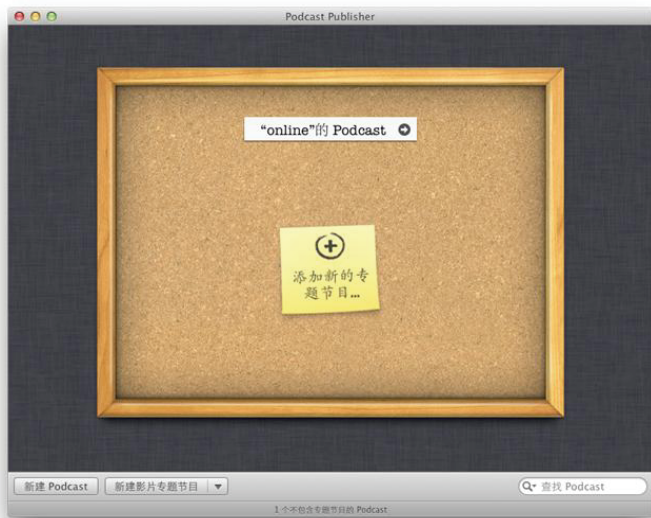 Podcast Publisher
“online”的 Podcast
添加新的专
题节目...
新建 Podcast
新建影片专题节目
查找 Podcast
1 个不包含专题节目的 Podcast